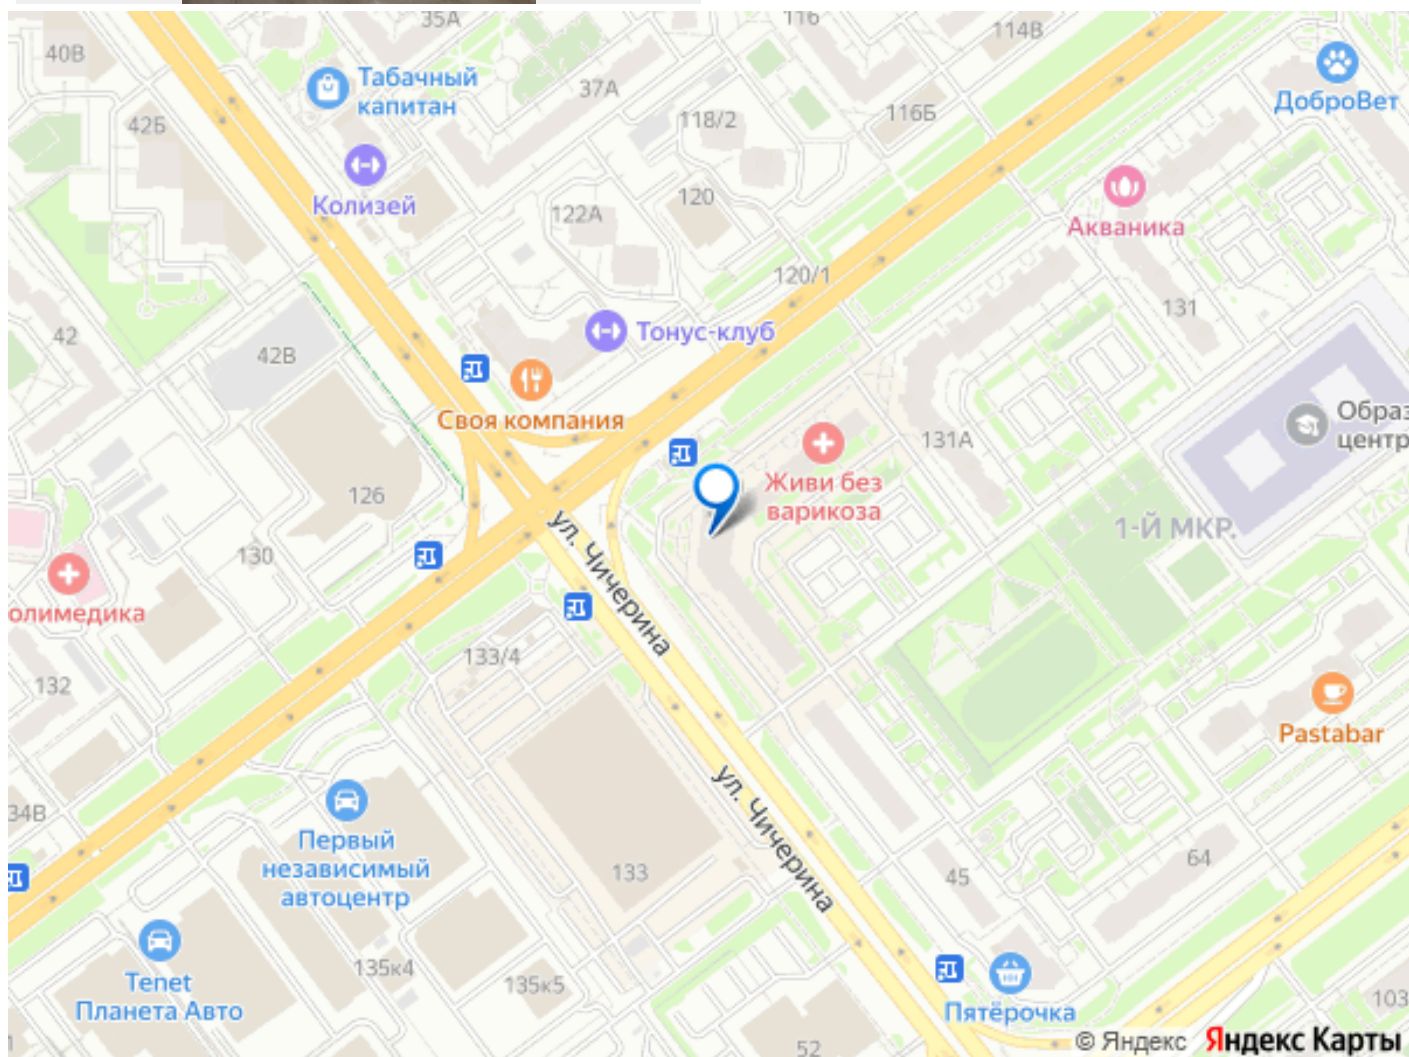 35А
116
114В
40В
Табачный
капитан
37А
ДоброВет
42Б
118/2
116Б
Колизей
122А
120
Акваника
120/1
131
42
42В
Тонус-клуб
Своя компания
131А
Образ
центр
Живи без
варикоза
126
1-Й МКР.
130
ул. Чичерина
олимедика
133/4
132
Pastabar
34В
ул. Чичерина
Первый
независимый
автоцентр
133
45
64
135к4
135к5
Tenet
Планета Авто
Пятёрочка
103
52
© Яндекс Яндекс Карты